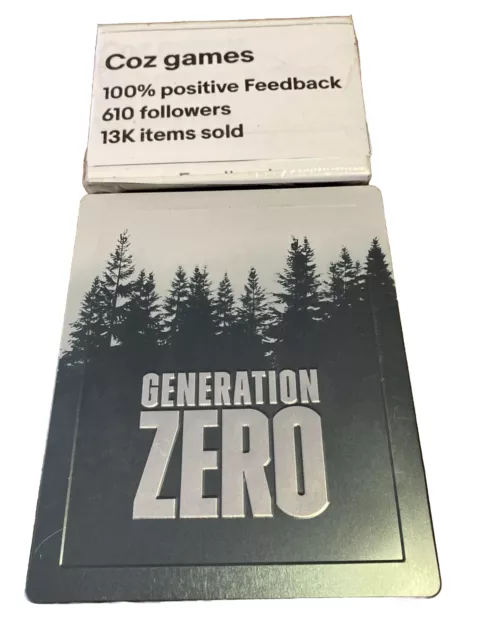 Coz games
100% positive Feedback
610 followers
13K items sold
GENERATION
ZERO